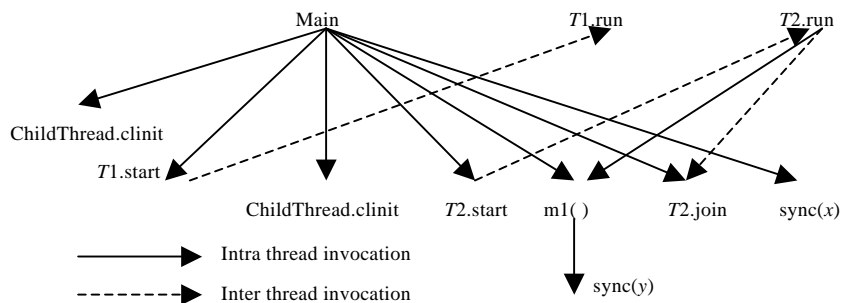 Main
T1.run
T2.run
ChildThread.clinit
T1.start
ChildThread.clinit
T2.start
m1( )
T2.join
sync(x)
Intra thread invocation
sync(y)
Inter thread invocation